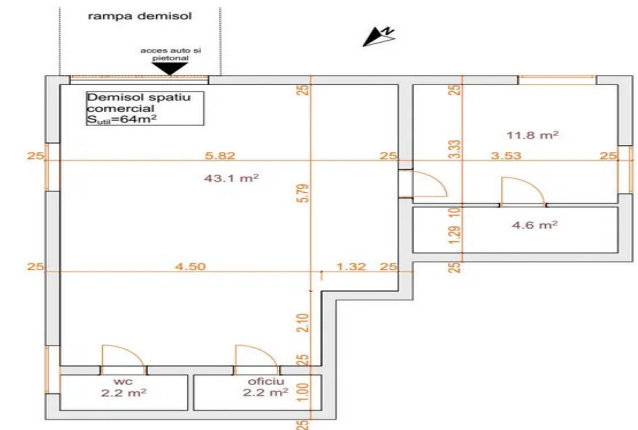 rampa demisol
acces auto si
pietonal
N
Demisol spatiu
comercial
Sutil=64m²
25
25
11.8 m²
25
5.82
25
3.33
3.53
25
43.1 m²
5.79
10
4.6 m²
1.29
25
4.50
1.32
25
25
2.10
25
wc
2.2 m²
oficiu
2.2 m²
1.00
25